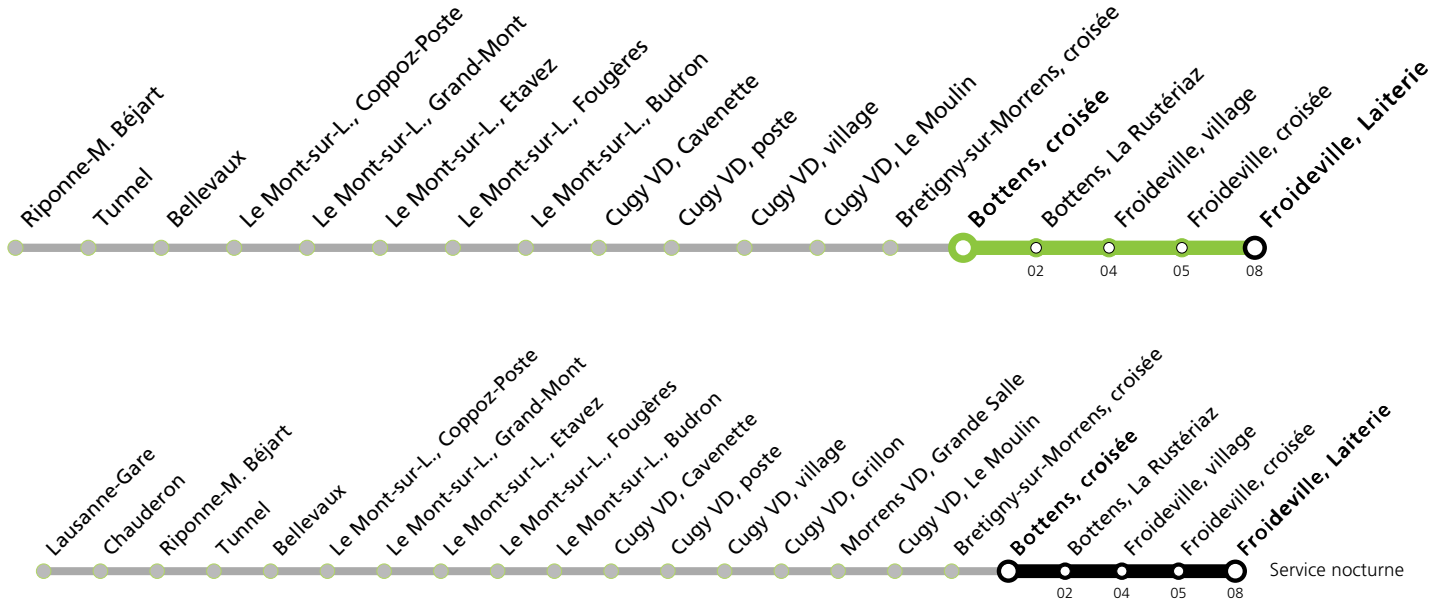 Riponne-M. Béjart
Tunnel
Bellevaux
Le Mont-sur-L., Coppoz-Poste
Le Mont-sur-L., Grand-Mont
Le Mont-sur-L., Etavez
Le Mont-sur-L., Fougères
Le Mont-sur-L., Budron
Cugy VD, Cavenette
Cugy VD, poste
Cugy VD, village
Cugy VD, Le Moulin
Bretigny-sur-Morrens, croisée
Bottens, croisée
Bottens, La Rustériaz
Froideville, village
Froideville, croisée
Froideville, Laiterie
02 04 05 08
Lausanne-Gare
Chauderon
Riponne-M. Béjart
Tunnel
Bellevaux
Le Mont-sur-L., Coppoz-Poste
Le Mont-sur-L., Grand-Mont
Le Mont-sur-L., Etavez
Le Mont-sur-L., Fougères
Le Mont-sur-L., Budron
Cugy VD, Cavenette
Cugy VD, poste
Cugy VD, village
Cugy VD, Grillon
Morrens VD, Grande Salle
Cugy VD, Le Moulin
Bretigny-sur-Morrens, croisée
Bottens, croisée
Bottens, La Rustériaz
Froideville, village
Froideville, croisée
Froideville, Laiterie
Service nocturne
02 04 05 08